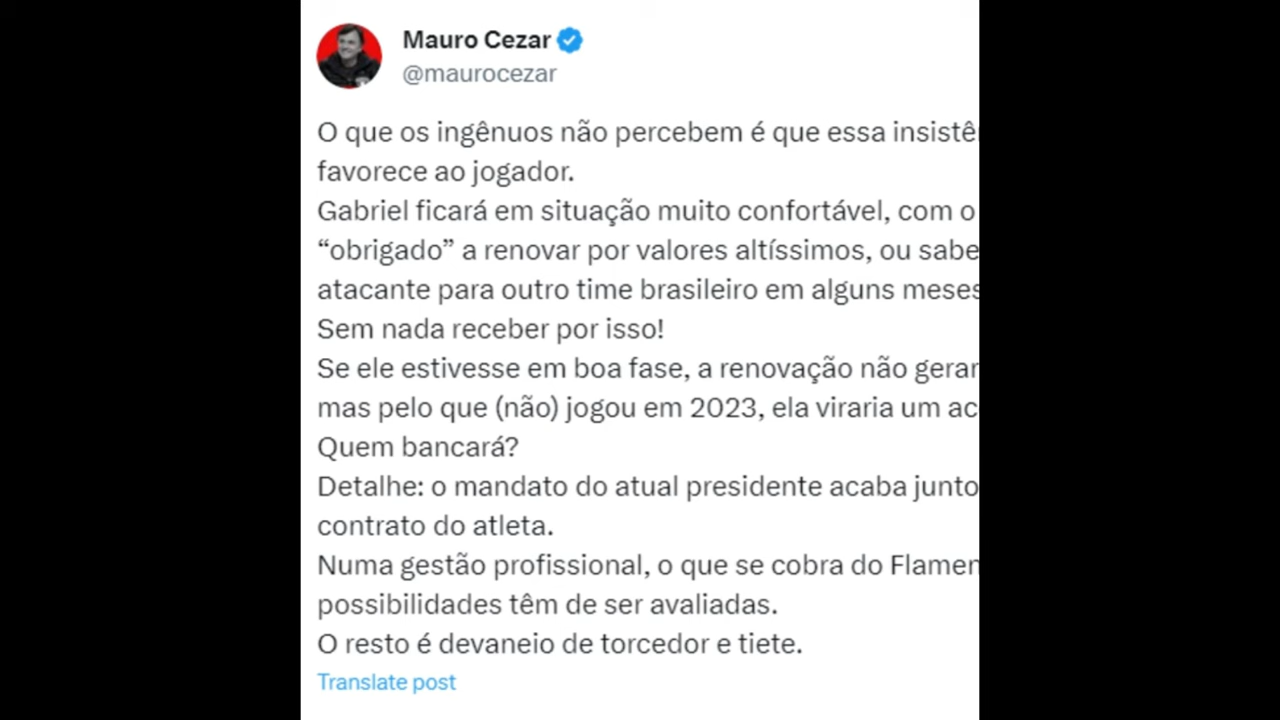 Mauro Cezar
@maurocezar
O que os ingênuos não percebem é que essa insistê
favorece ao jogador.
Gabriel ficará em situação muito confortável, com o
“obrigado” a renovar por valores altíssimos, ou sabe
atacante para outro time brasileiro em alguns meses
Sem nada receber por isso!
Se ele estivesse em boa fase, a renovação não gerar
mas pelo que (não) jogou em 2023, ela viraria um ac
Quem bancará?
Detalhe: o mandato do atual presidente acaba junto
contrato do atleta.
Numa gestão profissional, o que se cobra do Flamen
possibilidades têm de ser avaliadas.
O resto é devaneio de torcedor e tiete.
Translate post